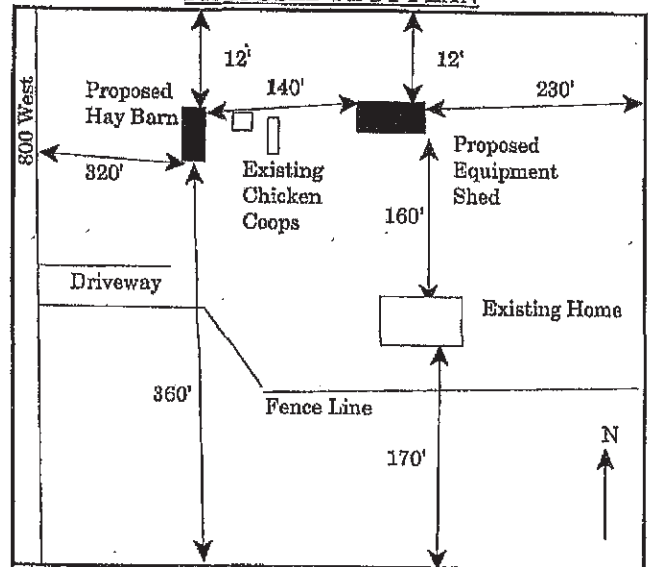 12'
12'
Proposed
Hay Barn
140'
230'
800 West
320'
Existing
Chicken
Coops
Proposed
Equipment
Shed
160'
Driveway
Existing Home
360'
Fence Line
170'
N